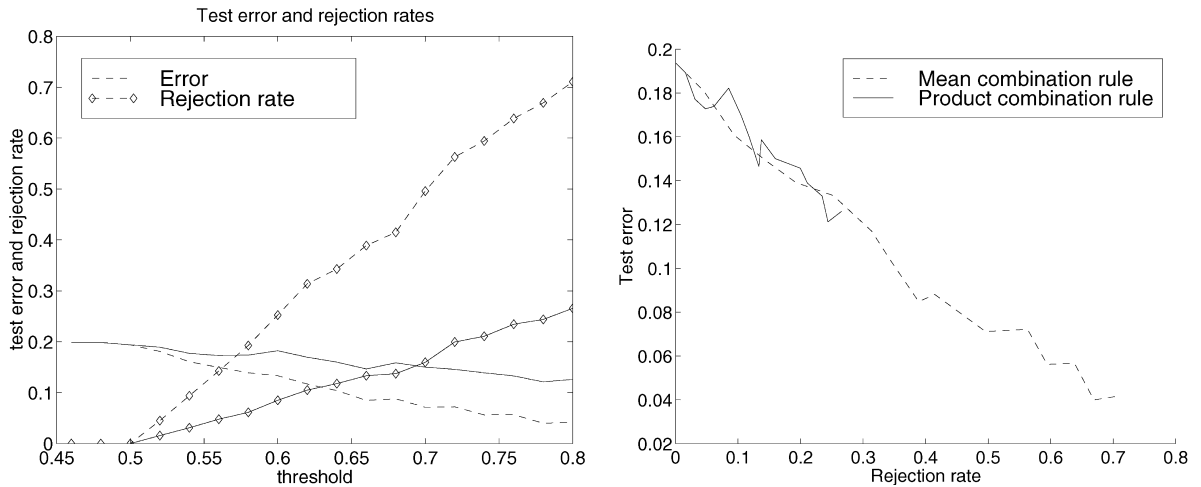 Test error and rejection rates
0.8
0.7
0.6
0.5
0.4
0.3
0.2
0.1
0
test error and rejection rate
Error
Rejection rate
0.45 0.5 0.55 0.6 0.65 0.7 0.75 0.8
threshold
0.2
0.18
0.16
0.14
0.12
0.1
0.08
0.06
0.04
0.02
Test error
Mean combination rule
Product combination rule
0 0.1 0.2 0.3 0.4 0.5 0.6 0.7 0.8
Rejection rate